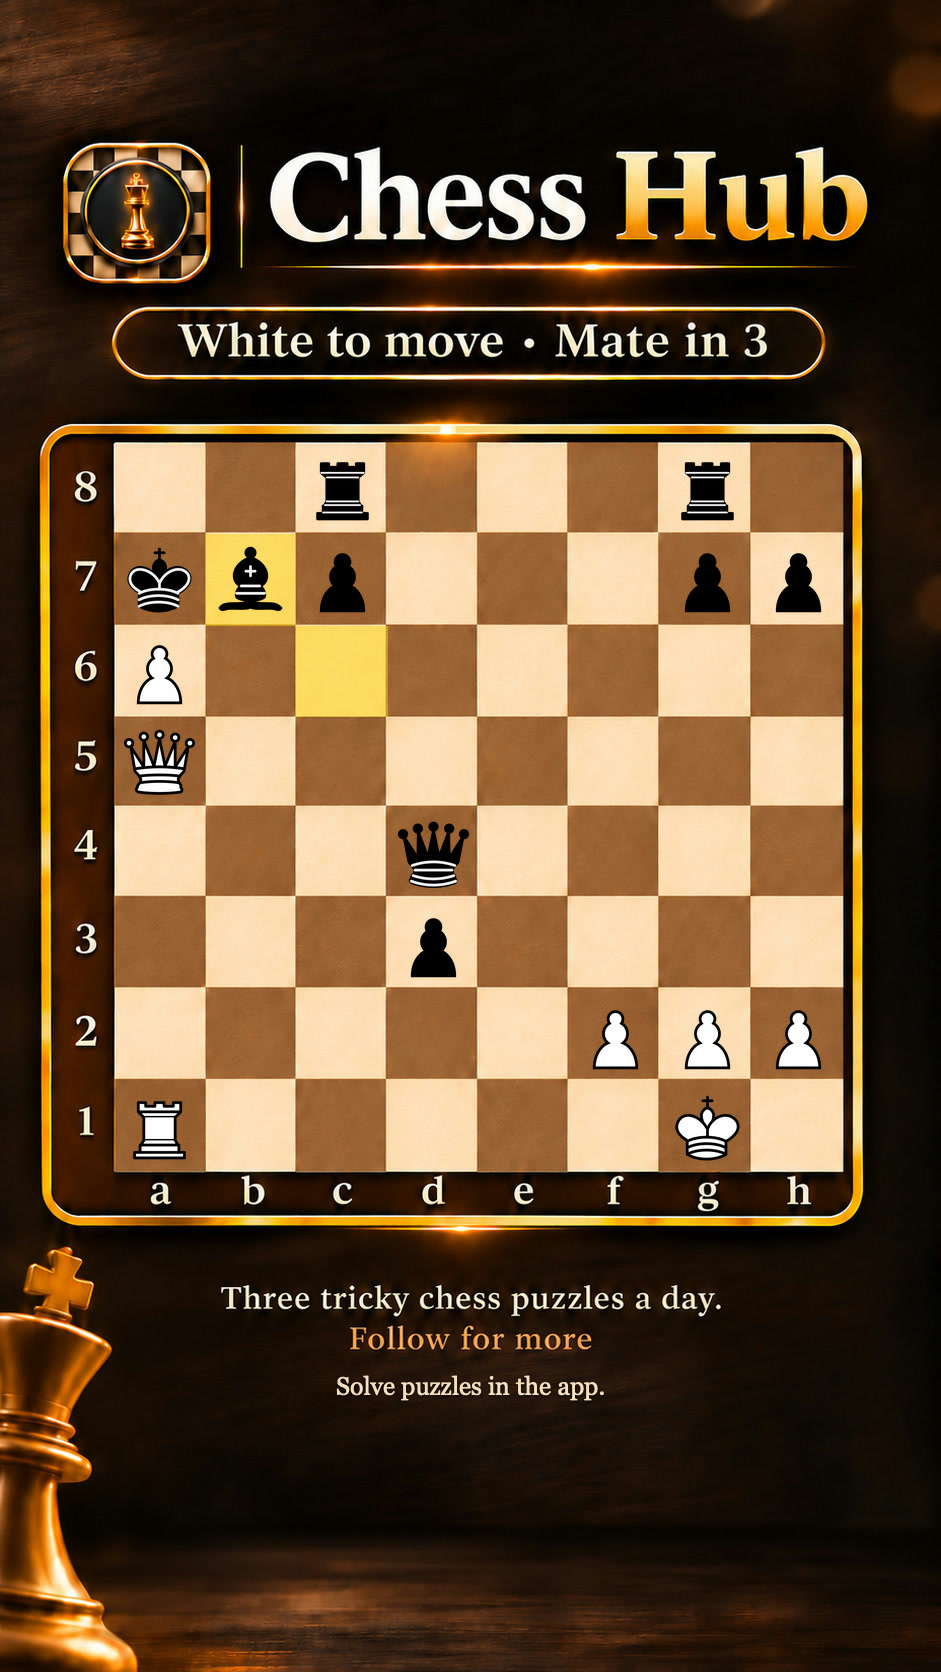 Chess Hub
White to move • Mate in 3
8
7
6
5
4
3
2
1
a b c d e f g h
Three tricky chess puzzles a day.
Follow for more
Solve puzzles in the app.